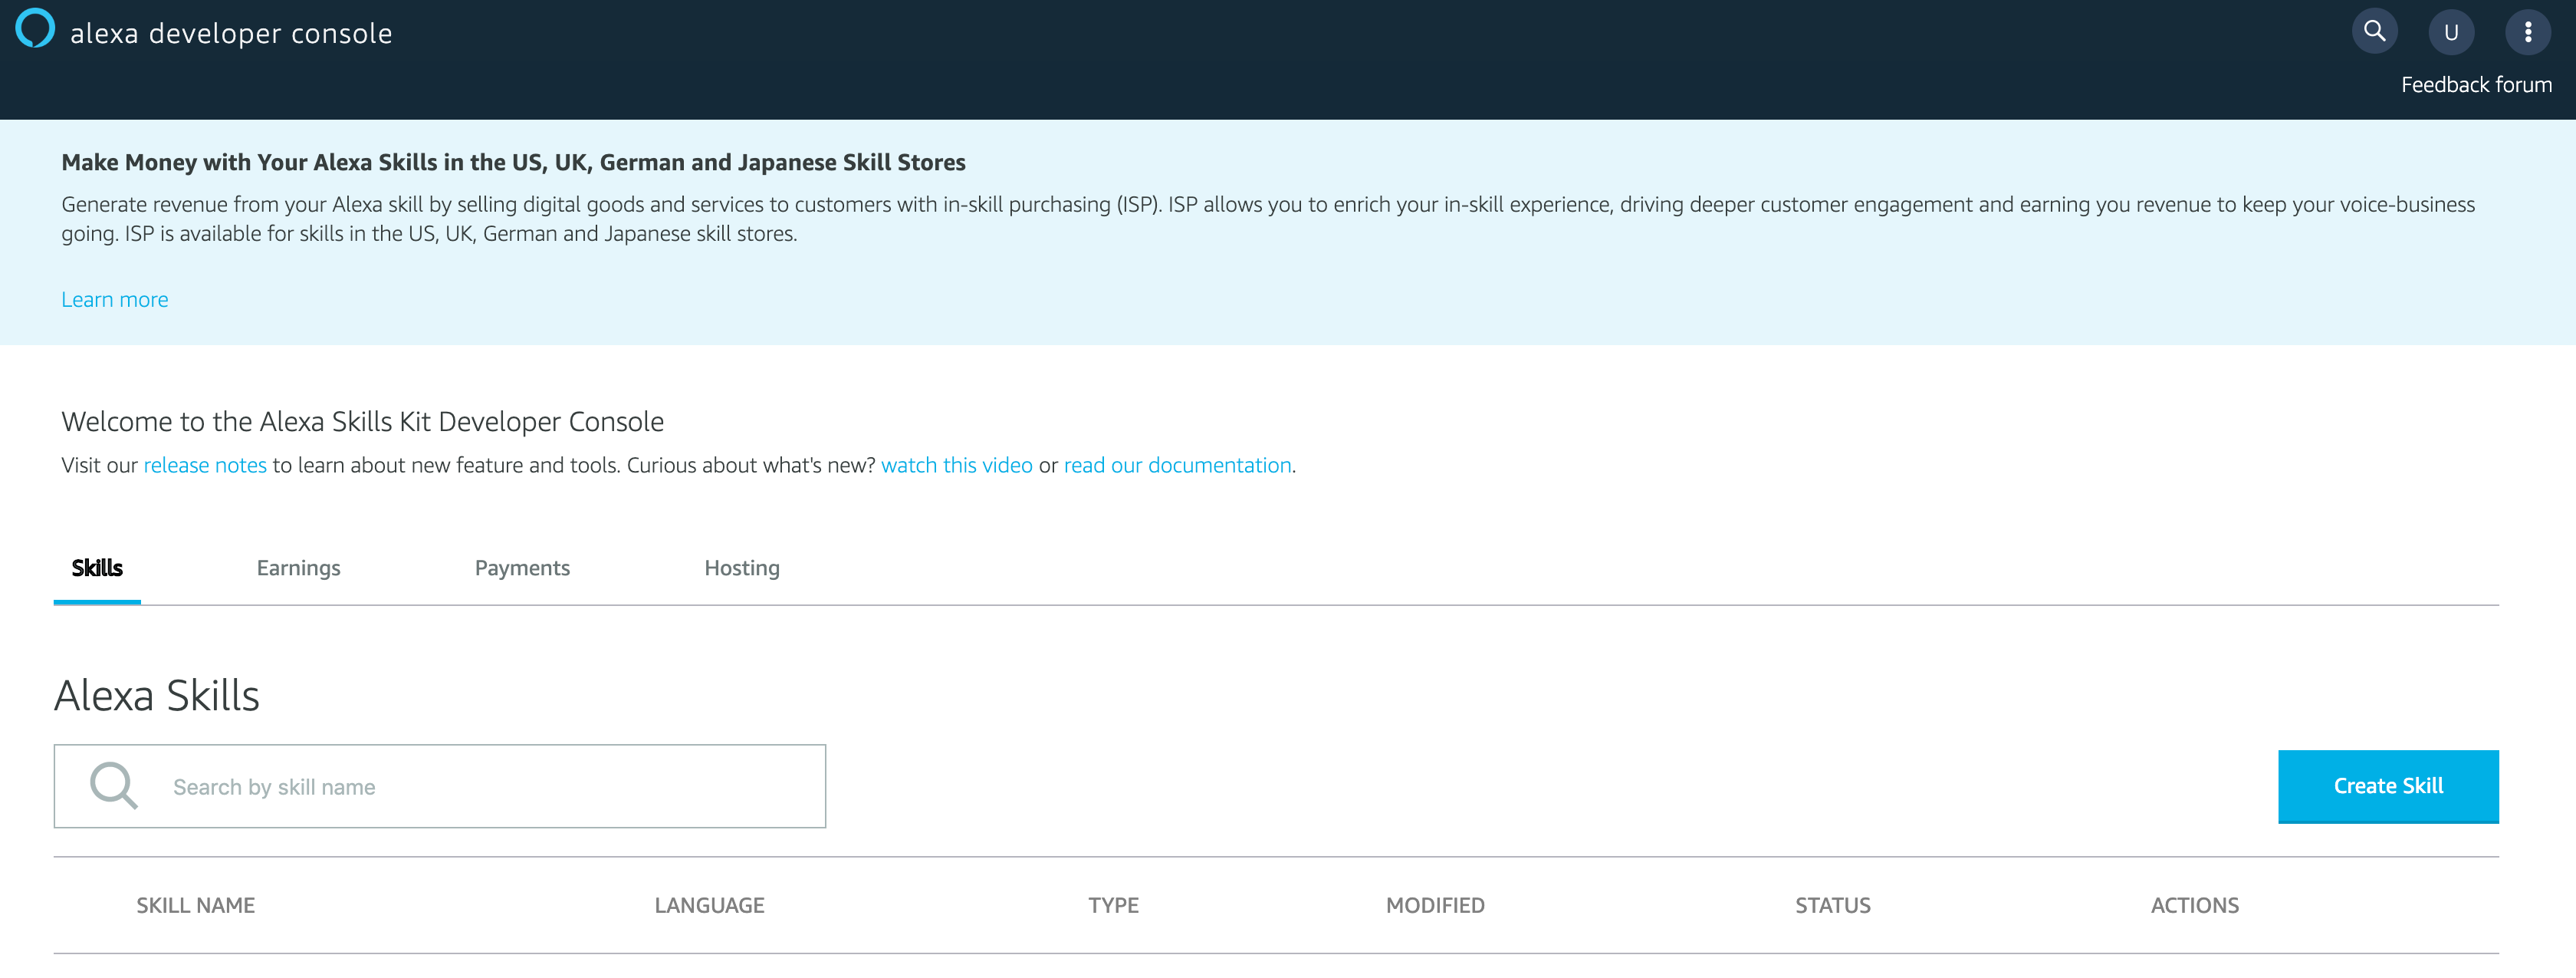 alexa developer console
U
Feedback forum
Make Money with Your Alexa Skills in the US, UK, German and Japanese Skill Stores
Generate revenue from your Alexa skill by selling digital goods and services to customers with in-skill purchasing (ISP). ISP allows you to enrich your in-skill experience, driving deeper customer engagement and earning you revenue to keep your voice-business
going. ISP is available for skills in the US, UK, German and Japanese skill stores.
Learn more
Welcome to the Alexa Skills Kit Developer Console
Visit our release notes to learn about new feature and tools. Curious about what's new? watch this video or read our documentation.
Skills Earnings Payments Hosting
Alexa Skills
Search by skill name
Create Skill
SKILL NAME LANGUAGE TYPE MODIFIED STATUS ACTIONS